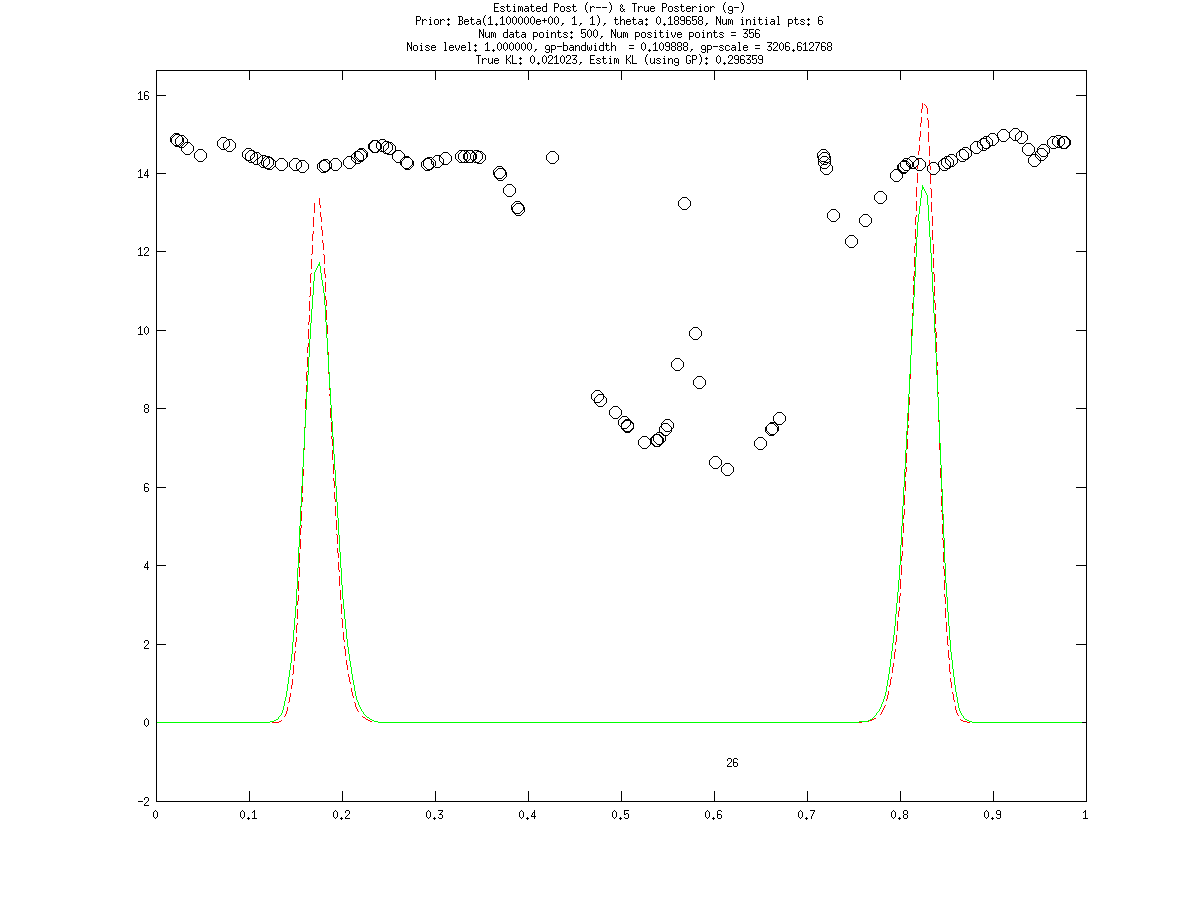 Estimated Post (r--) & True Posterior (g-)
Prior: Beta(1.100000e+00, 1, 1), theta: 0.189658, Num initial pts: 6
Num data points: 500, Num positive points = 356
Noise level: 1.000000, gp-bandwidth  = 0.109888, gp-scale = 3206.612768
True KL: 0.021023, Estim KL (using GP): 0.296359
16
14
12
10
8
6
4
2
0
26
-2
0 0.1 0.2 0.3 0.4 0.5 0.6 0.7 0.8 0.9 1